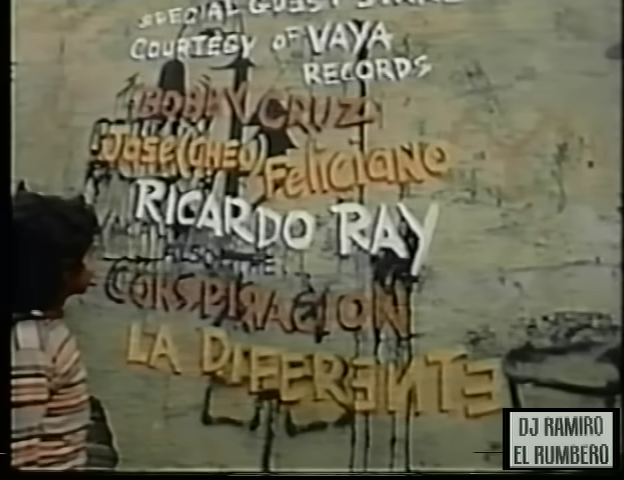 SPECIAL GUEST
COURTESY OF VAYA
RECORDS
BOBBY CRUZ
JOSE (CHEO) FELICIANO
RICARDO RAY
ALSO THE
CONSPIRACION
LA DIFERENTE
DJ RAMIRO
EL RUMBERO